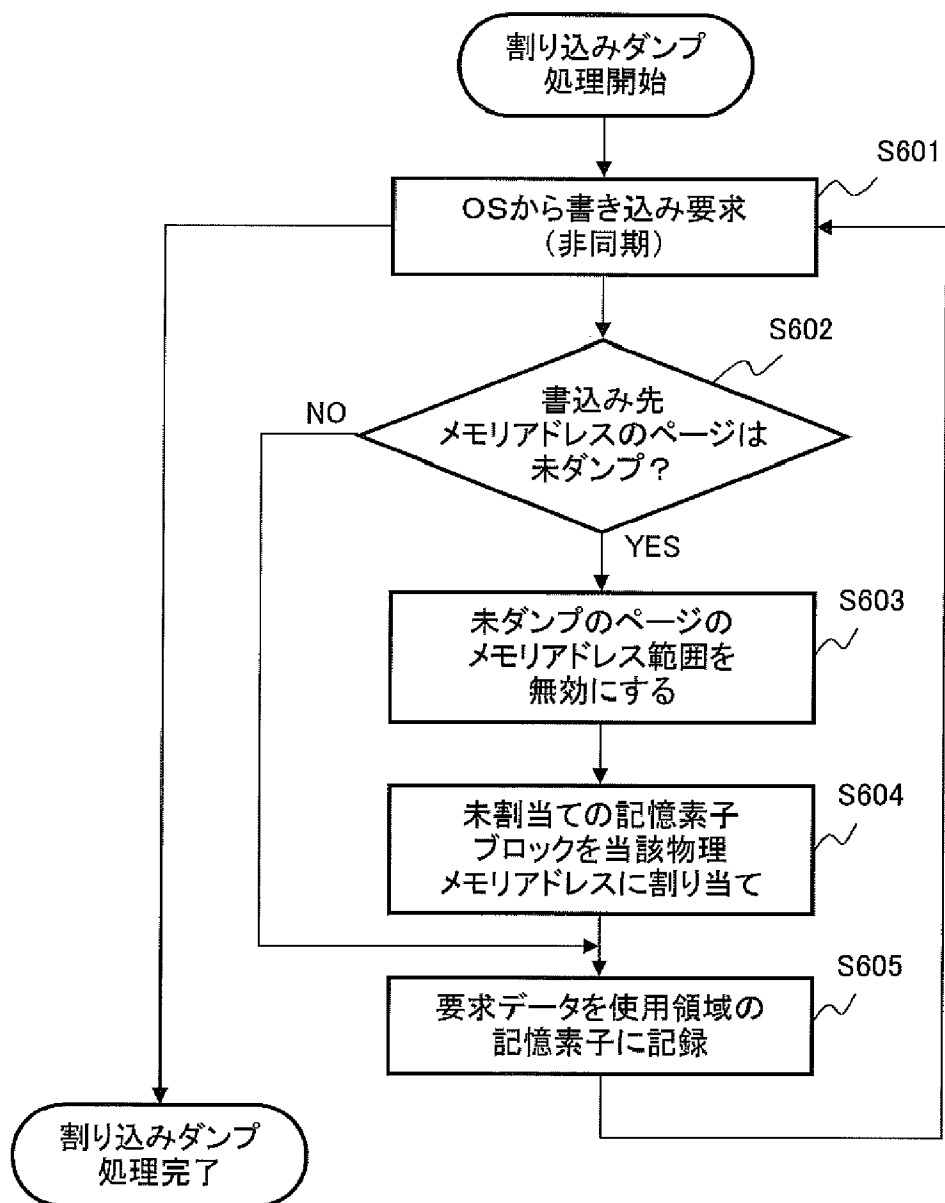 割り込みダンプ
処理開始
S601
OSから書き込み要求
(非同期)
S602
書込み先
メモリアドレスのページは
未ダンプ？
NO
YES
S603
未ダンプのページの
メモリアドレス範囲を
無効にする
S604
未割当ての記憶素子
ブロックを当該物理
メモリアドレスに割り当て
S605
要求データを使用領域の
記憶素子に記録
割り込みダンプ
処理完了